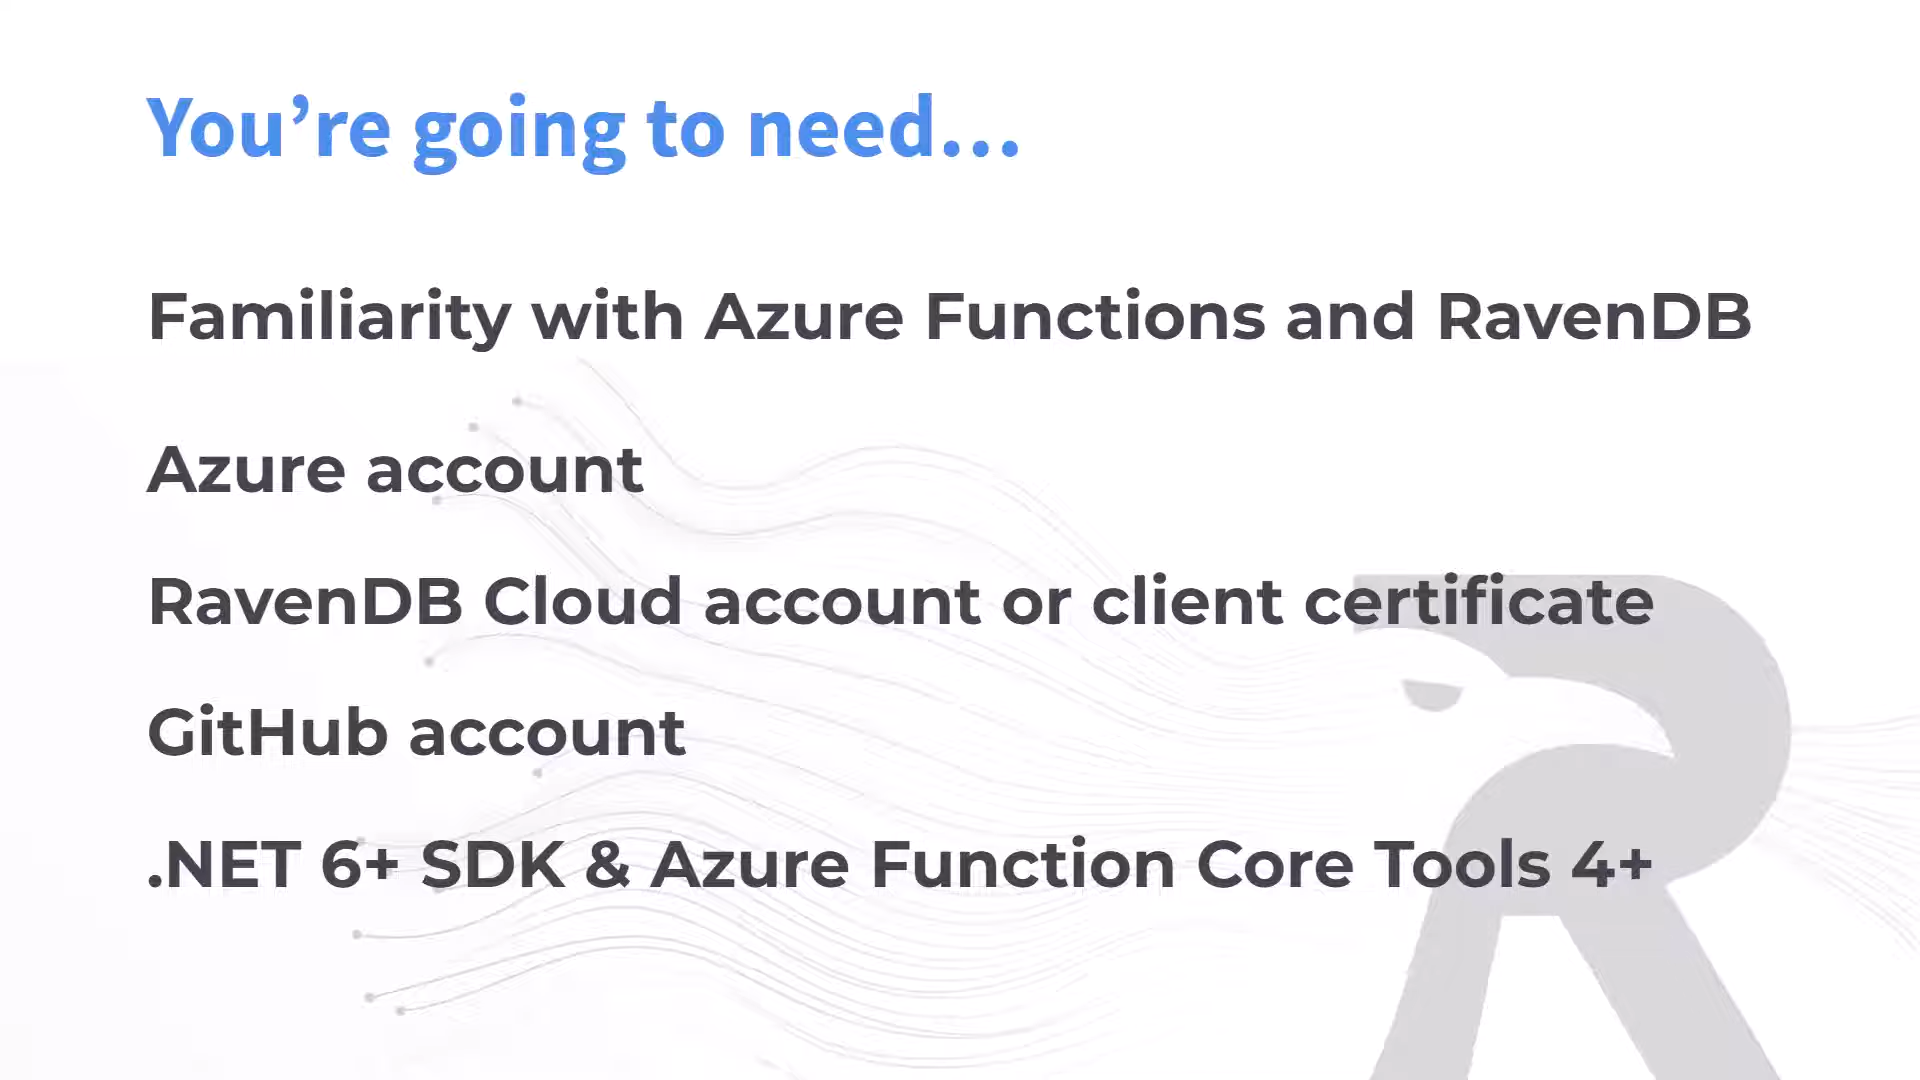 You’re going to need…
Familiarity with Azure Functions and RavenDB
Azure account
RavenDB Cloud account or client certificate
GitHub account
.NET 6+ SDK & Azure Function Core Tools 4+